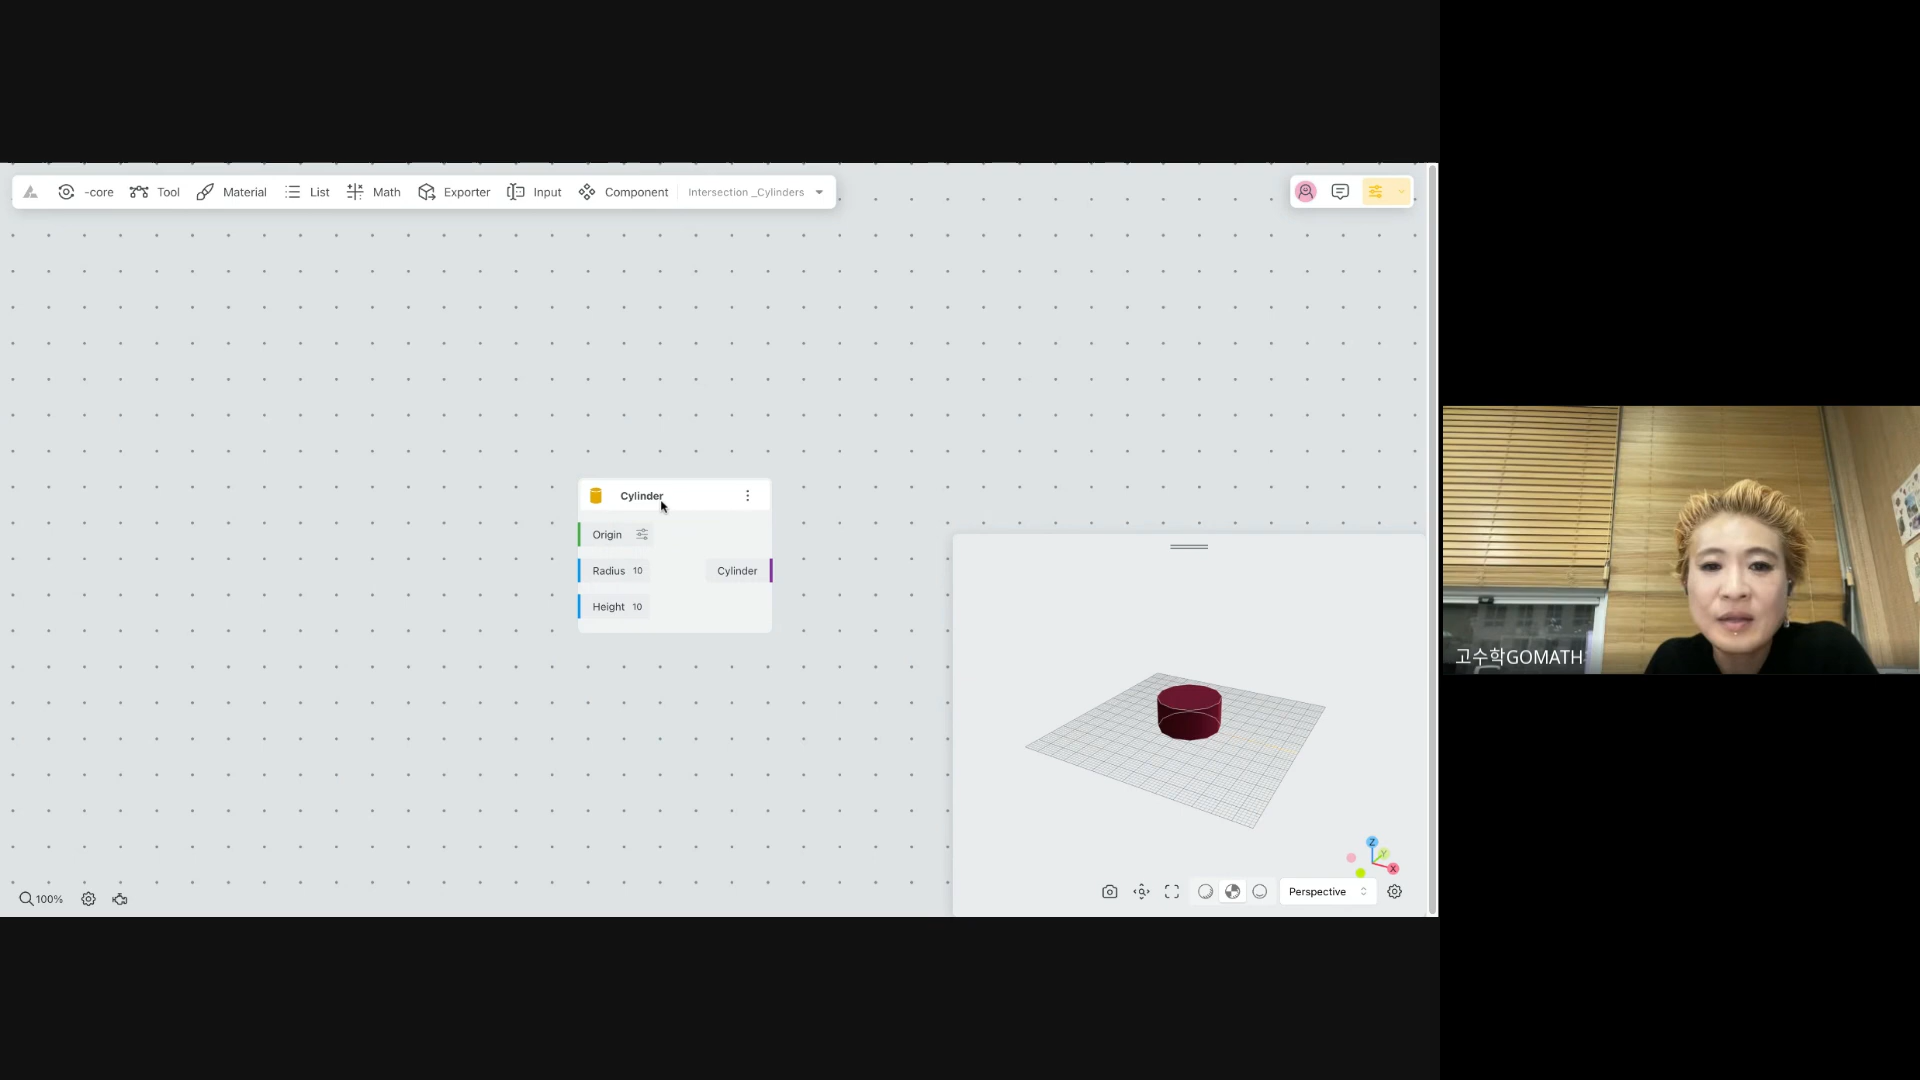 -core Tool Material List Math Exporter Input Component Intersection _Cylinders
Cylinder
Origin
Radius 10
Cylinder
Height 10
고수학GOMATH
Z
Y
X
100%
Perspective